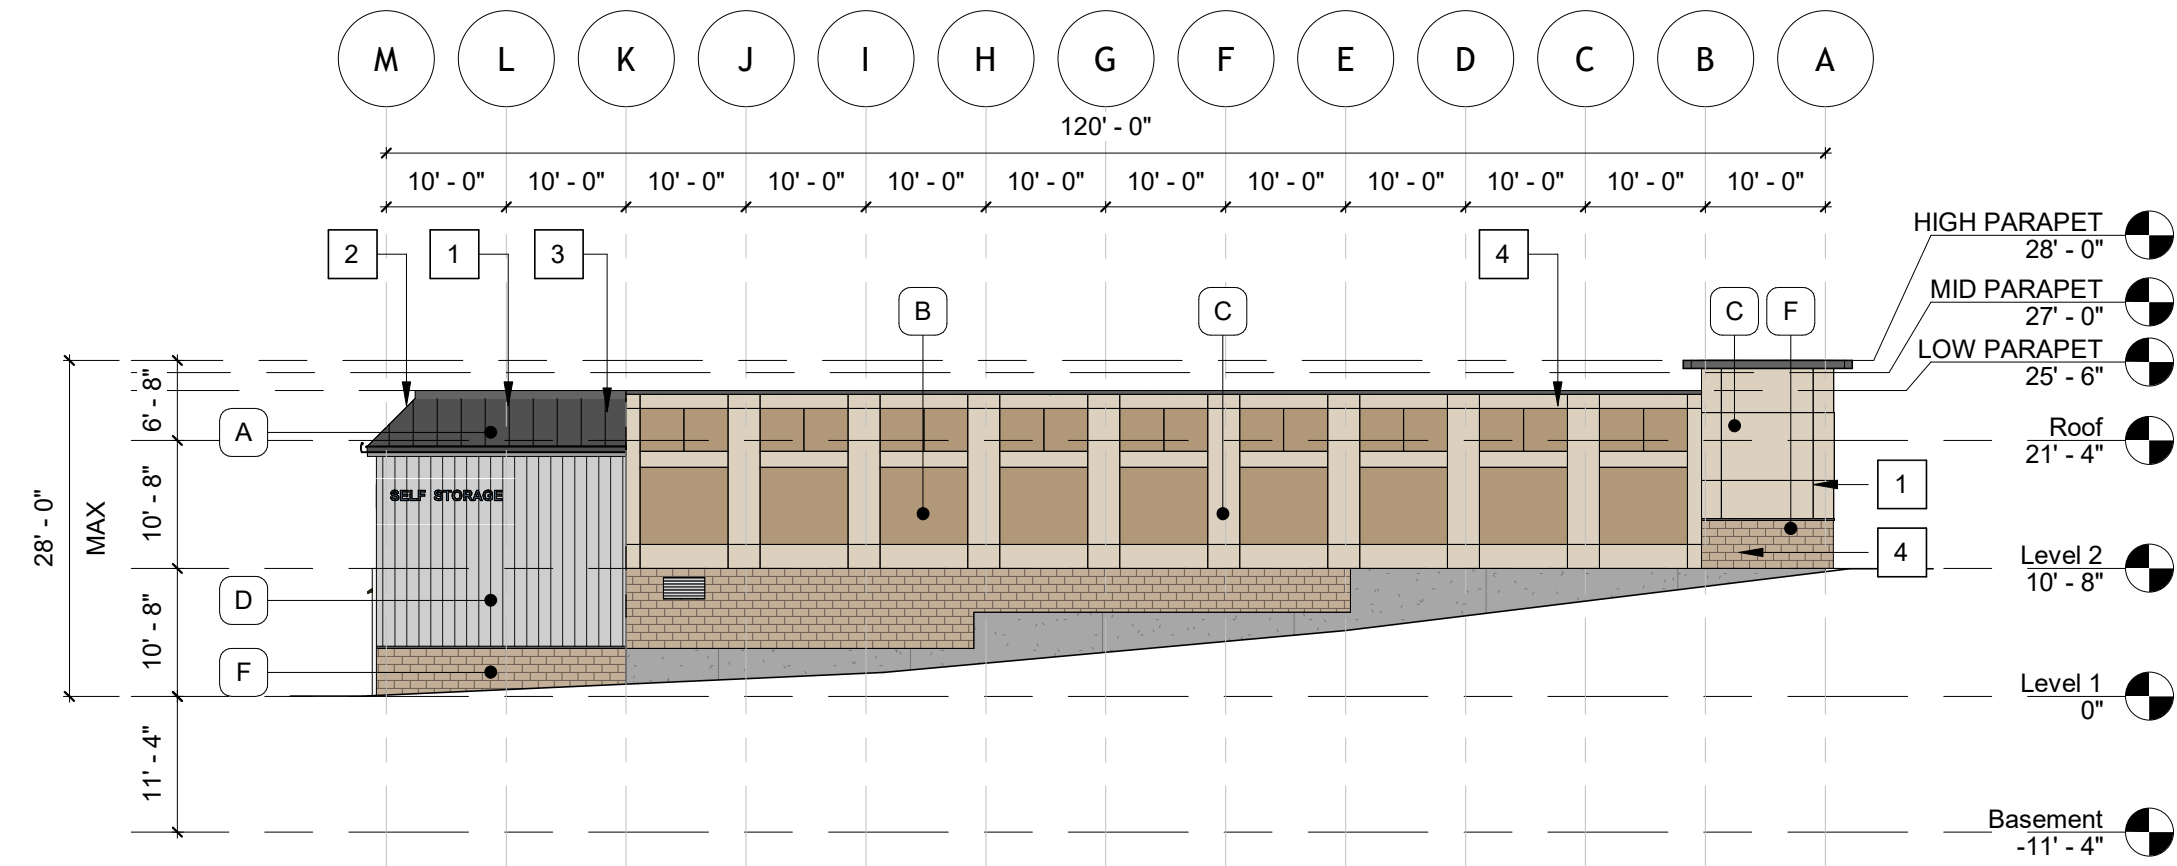 M L K J I H G F E D C B A
120' - 0"
10' - 0" 10' - 0" 10' - 0" 10' - 0" 10' - 0" 10' - 0" 10' - 0" 10' - 0" 10' - 0" 10' - 0" 10' - 0" 10' - 0"
2 1 3 4
HIGH PARAPET
28' - 0"
MID PARAPET
27' - 0"
LOW PARAPET
25' - 6"
B C C F
6' - 8"
A
Roof
21' - 4"
SELF STORAGE
1
28' - 0"
MAX
10' - 8"
4
Level 2
10' - 8"
D
10' - 8"
F
Level 1
0"
11' - 4"
Basement
-11' - 4"